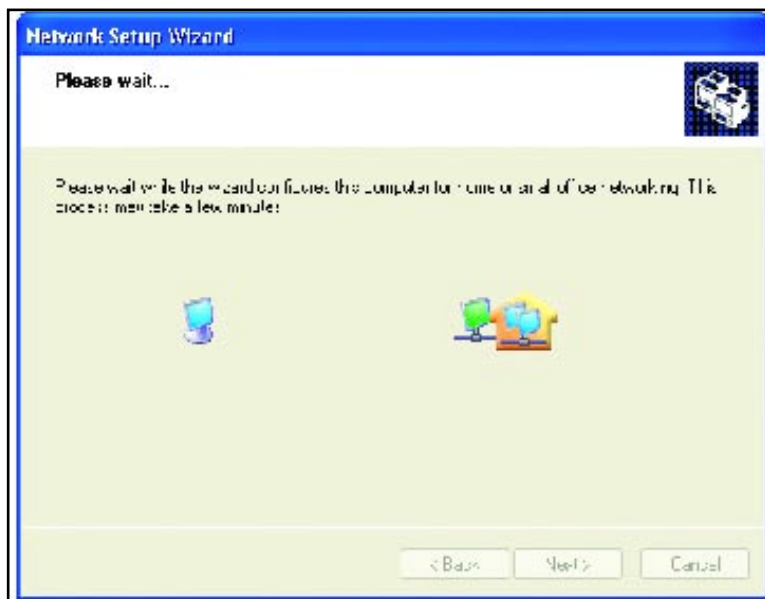 Network Setup Wizard
Please wait...
Please wait while the wizard configures this computer for home or small office networking. This
process may take a few minutes.
< Back
Next >
Cancel